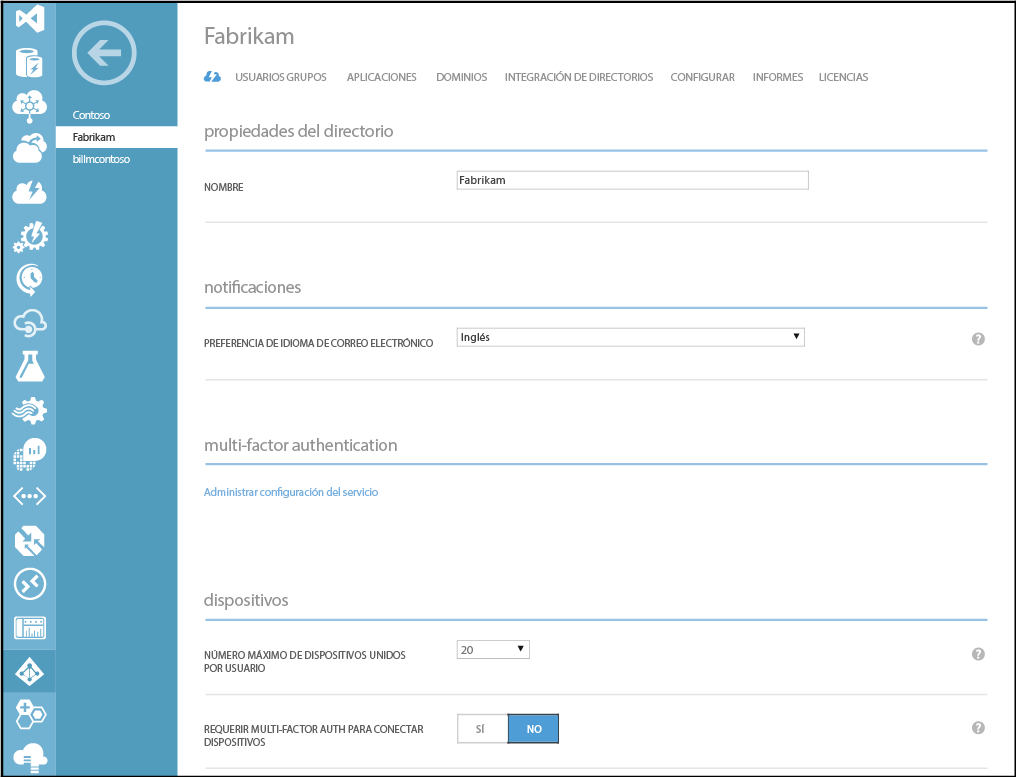 Fabrikam
USUARIOS GRUPOS APLICACIONES DOMINIOS INTEGRACIÓN DE DIRECTORIOS CONFIGURAR INFORMES LICENCIAS
Contoso
Fabrikam
billmcontoso
propiedades del directorio
NOMBRE Fabrikam
notificaciones
PREFERENCIA DE IDIOMA DE CORREO ELECTRÓNICO Inglés ?
multi-factor authentication
Administrar configuración del servicio
dispositivos
NÚMERO MÁXIMO DE DISPOSITIVOS UNIDOS
POR USUARIO 20 ?
REQUERIR MULTI-FACTOR AUTH PARA CONECTAR
DISPOSITIVOS SÍ NO ?